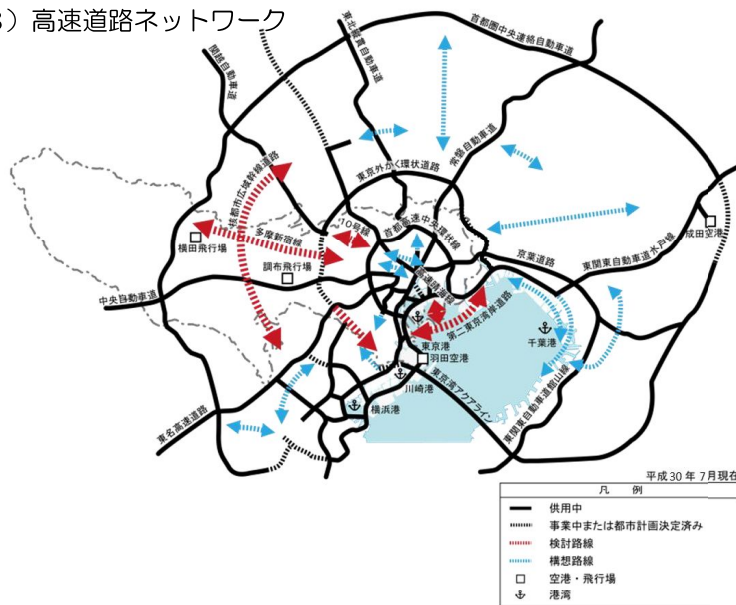 3）高速道路ネットワーク
関越自動車道
東北縦貫自動車道
首都圏中央連絡自動車道
常磐自動車道
東京外かく環状道路
核都市広域幹線道路
多摩新宿線
10号線
首都高速中央環状線
横田飛行場
調布飛行場
中央自動車道
高速晴海線
第二東京湾岸道路
京葉道路
東関東自動車道水戸線
成田空港
千葉港
東京港
羽田空港
川崎港
横浜港
東京湾アクアライン
東関東自動車道館山線
東名高速道路
平成30年7月現在
凡 例
供用中
事業中または都市計画決定済み
検討路線
構想路線
空港・飛行場
港湾